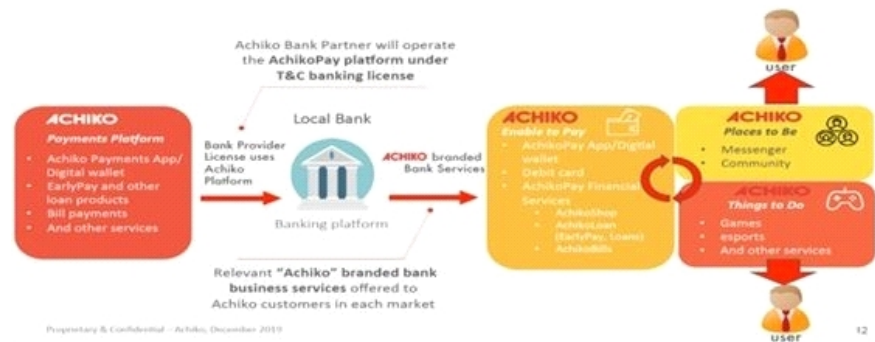 Achiko Bank Partner will operate
the AchikoPay platform under
T&C banking license
user
ACHIKO
Payments Platform
• Achiko Payments App/
Digital wallet
• EarlyPay and other
loan products
• Bill payments
• And other services
Bank Provider
License uses
Achiko
Platform
Local Bank
Banking platform
ACHIKO branded
Bank Services
ACHIKO
Enable to Pay
• AchikoPay App/Digital
wallet
• Debit card
• AchikoPay Financial
Services
• AchikoShop
• AchikoLoan
(EarlyPay, Loans)
• AchikoBills
ACHIKO
Places to Be
• Messenger
• Community
ACHIKO
Things to Do
• Games
• esports
• And other services
Relevant “Achiko” branded bank
business services offered to
Achiko customers in each market
user
Proprietary & Confidential – Achiko, December 2019
12